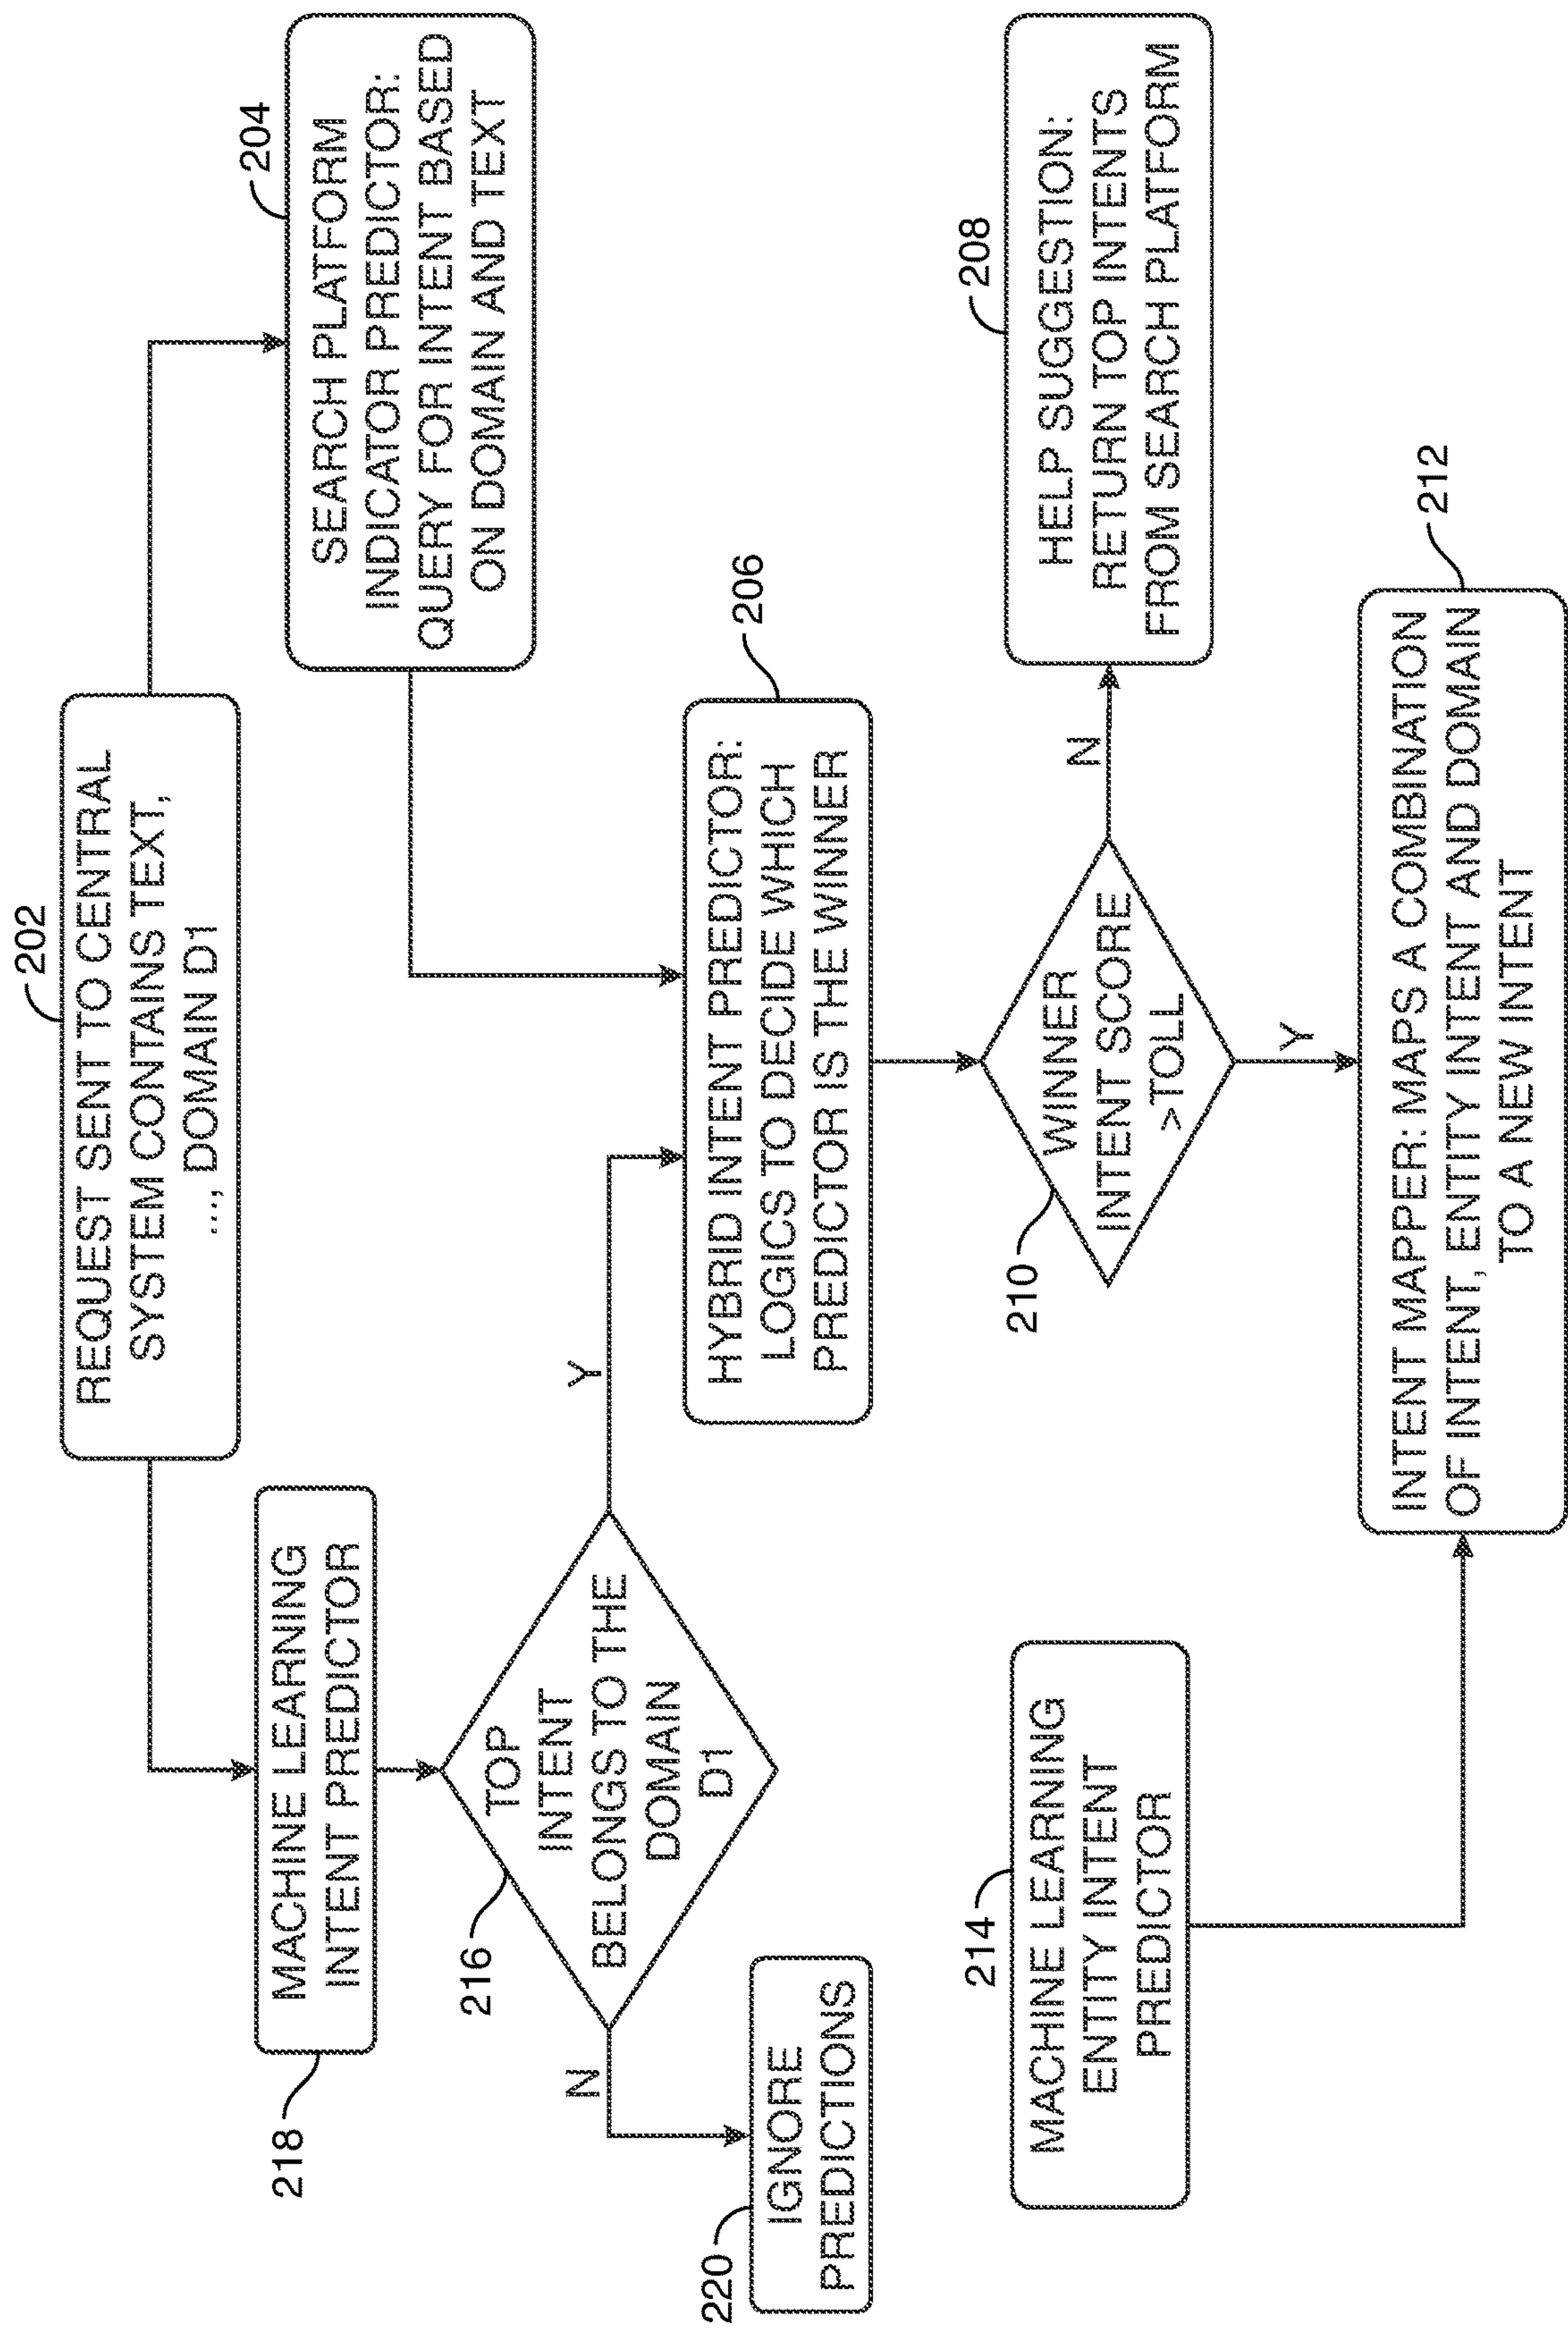 202
REQUEST SENT TO CENTRAL
SYSTEM CONTAINS TEXT,
...., DOMAIN D1
204
SEARCH PLATFORM
INDICATOR PREDICTOR:
QUERY FOR INTENT BASED
ON DOMAIN AND TEXT
218
MACHINE LEARNING
INTENT PREDICTOR
216
TOP
INTENT
BELONGS TO THE
DOMAIN
D1
N
Y
220
IGNORE
PREDICTIONS
206
HYBRID INTENT PREDICTOR:
LOGICS TO DECIDE WHICH
PREDICTOR IS THE WINNER
210
WINNER
INTENT SCORE
>TOLL
N
Y
208
HELP SUGGESTION:
RETURN TOP INTENTS
FROM SEARCH PLATFORM
214
MACHINE LEARNING
ENTITY INTENT
PREDICTOR
212
INTENT MAPPER: MAPS A COMBINATION
OF INTENT, ENTITY INTENT AND DOMAIN
TO A NEW INTENT